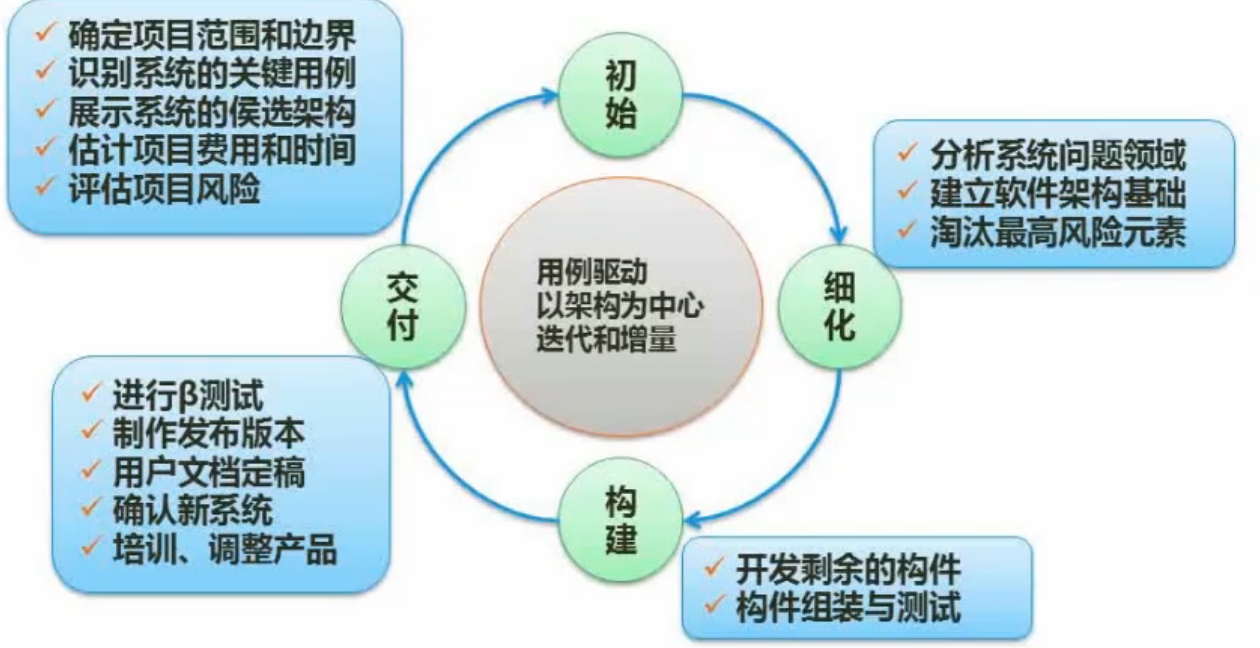 确定项目范围和边界
识别系统的关键用例
展示系统的侯选架构
估计项目费用和时间
评估项目风险
初
始
分析系统问题领域
建立软件架构基础
淘汰最高风险元素
用例驱动
以架构为中心
迭代和增量
交
付
细
化
进行β测试
制作发布版本
用户文档定稿
确认新系统
培训、调整产品
构
建
开发剩余的构件
构件组装与测试